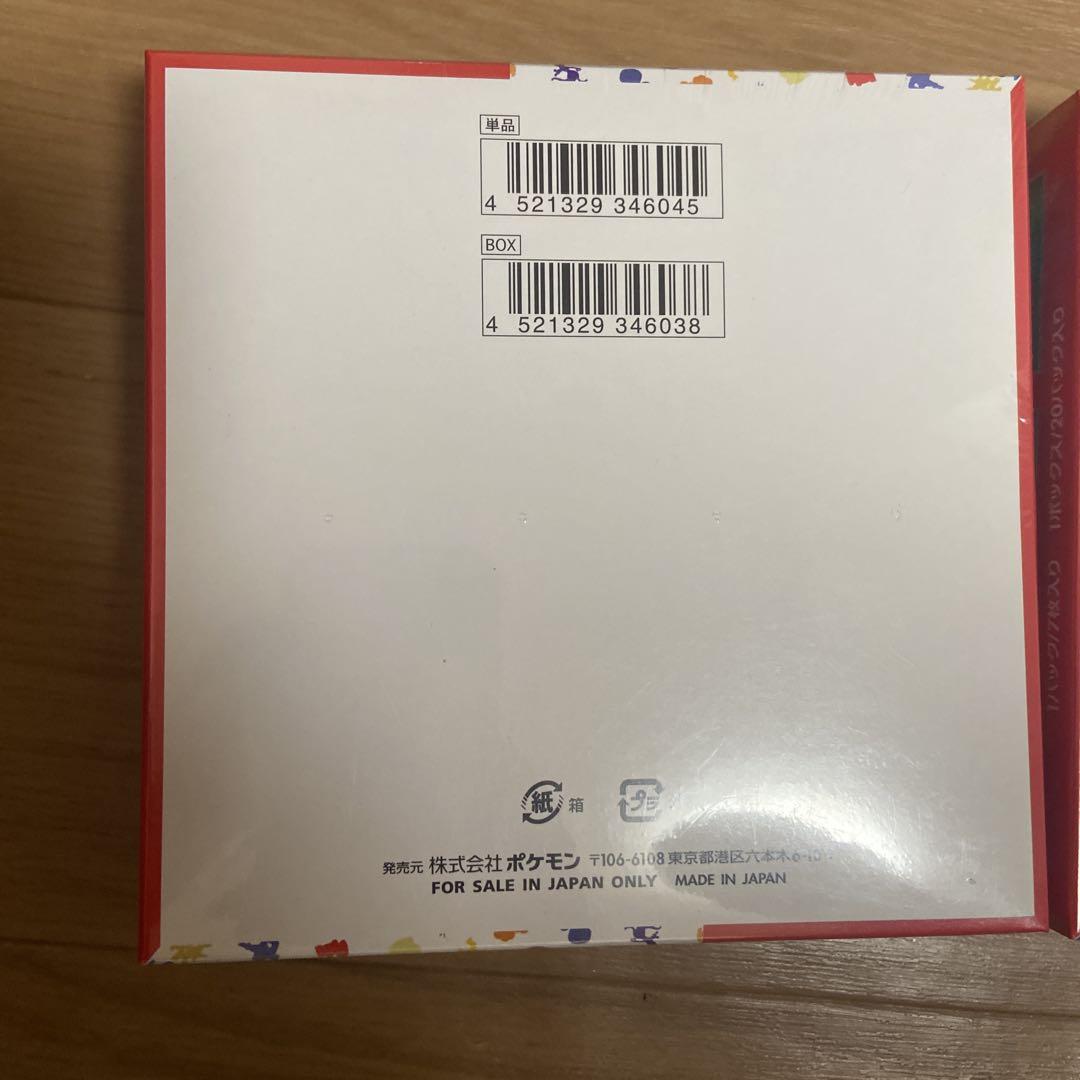 単品
4 521329 346045
BOX
4 521329 346038
紙 箱
プラ
発売元 株式会社 ポケモン 〒106-6108 東京都港区六本木6-10-
FOR SALE IN JAPAN ONLY MADE IN JAPAN